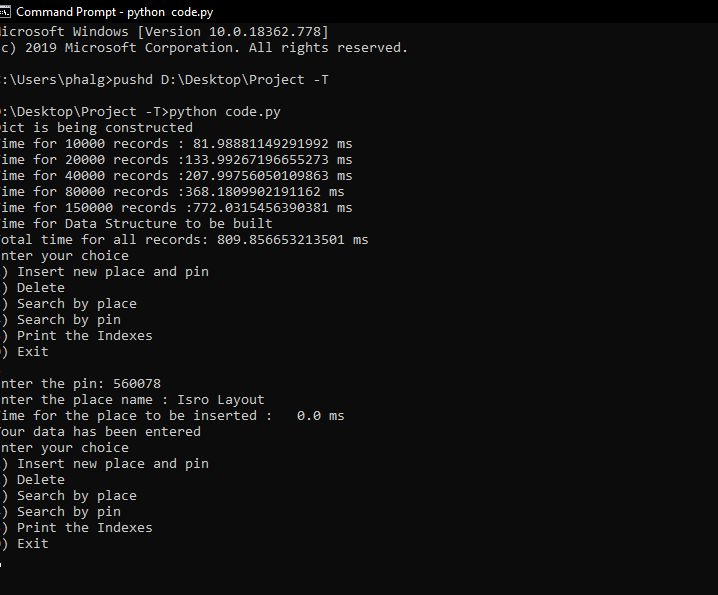 Command Prompt - python  code.py
icrosoft Windows [Version 10.0.18362.778]
c) 2019 Microsoft Corporation. All rights reserved.
:\Users\phalg>pushd D:\Desktop\Project -T
:\Desktop\Project -T>python code.py
ict is being constructed
ime for 10000 records : 81.98881149291992 ms
ime for 20000 records :133.99267196655273 ms
ime for 40000 records :207.99756050109863 ms
ime for 80000 records :368.1809902191162 ms
ime for 150000 records :772.0315456390381 ms
ime for Data Structure to be built
otal time for all records: 809.856653213501 ms
nter your choice
) Insert new place and pin
) Delete
) Search by place
) Search by pin
) Print the Indexes
) Exit
nter the pin: 560078
nter the place name : Isro Layout
ime for the place to be inserted :   0.0 ms
our data has been entered
nter your choice
) Insert new place and pin
) Delete
) Search by place
) Search by pin
) Print the Indexes
) Exit